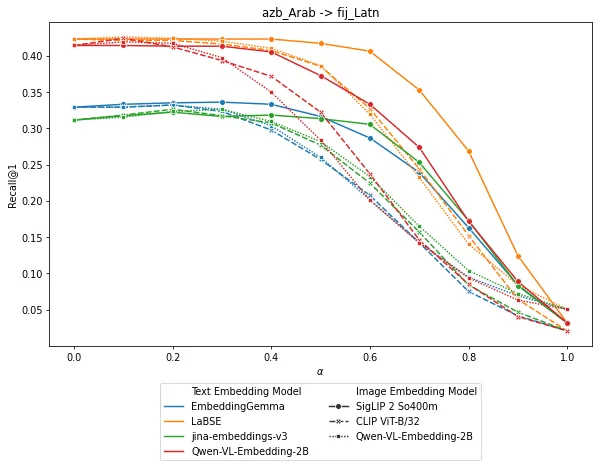 azb_Arab -> fij_Latn
Recall@1
0.40
0.35
0.30
0.25
0.20
0.15
0.10
0.05
0.0
0.2
0.4
0.6
0.8
1.0
α
Text Embedding Model
EmbeddingGemma
LaBSE
jina-embeddings-v3
Qwen-VL-Embedding-2B
Image Embedding Model
SigLIP 2 So400m
CLIP ViT-B/32
Qwen-VL-Embedding-2B